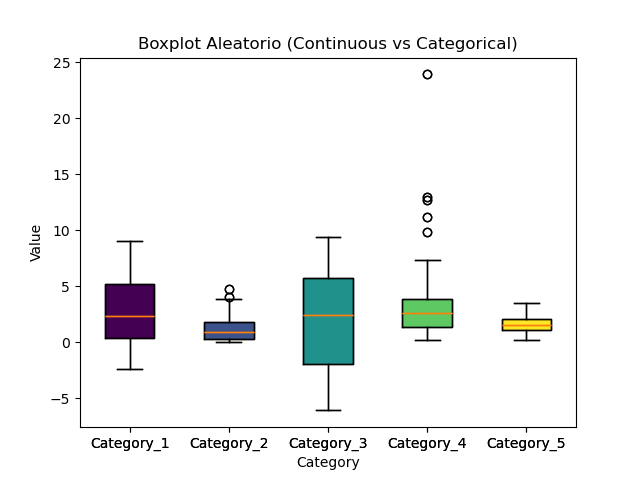 Boxplot Aleatorio (Continuous vs Categorical)
25
20
15
10
5
0
−5
Value
Category_1 Category_2 Category_3 Category_4 Category_5
Category